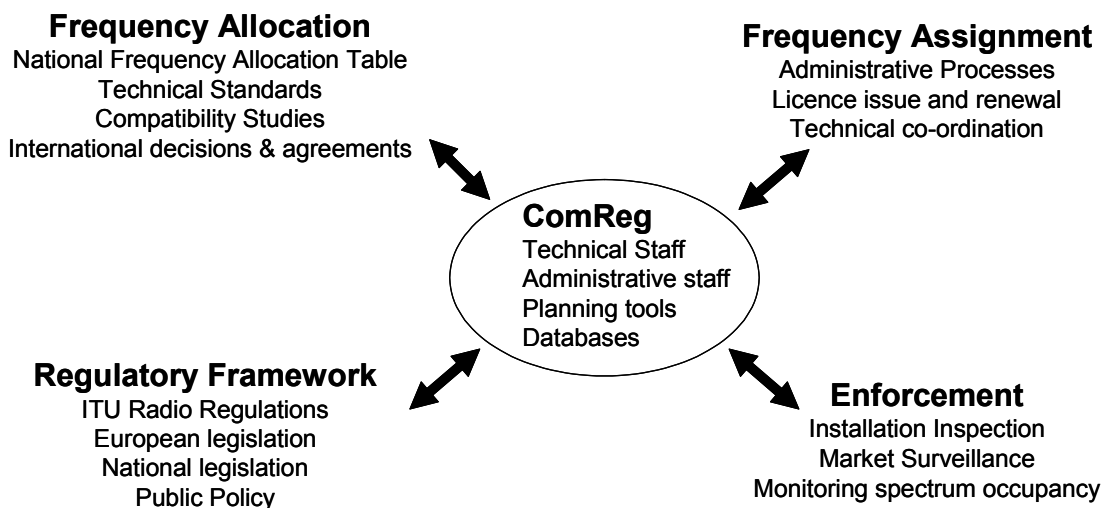 Frequency Allocation
National Frequency Allocation Table
Technical Standards
Compatibility Studies
International decisions & agreements
Frequency Assignment
Administrative Processes
Licence issue and renewal
Technical co-ordination
ComReg
Technical Staff
Administrative staff
Planning tools
Databases
Regulatory Framework
ITU Radio Regulations
European legislation
National legislation
Public Policy
Enforcement
Installation Inspection
Market Surveillance
Monitoring spectrum occupancy